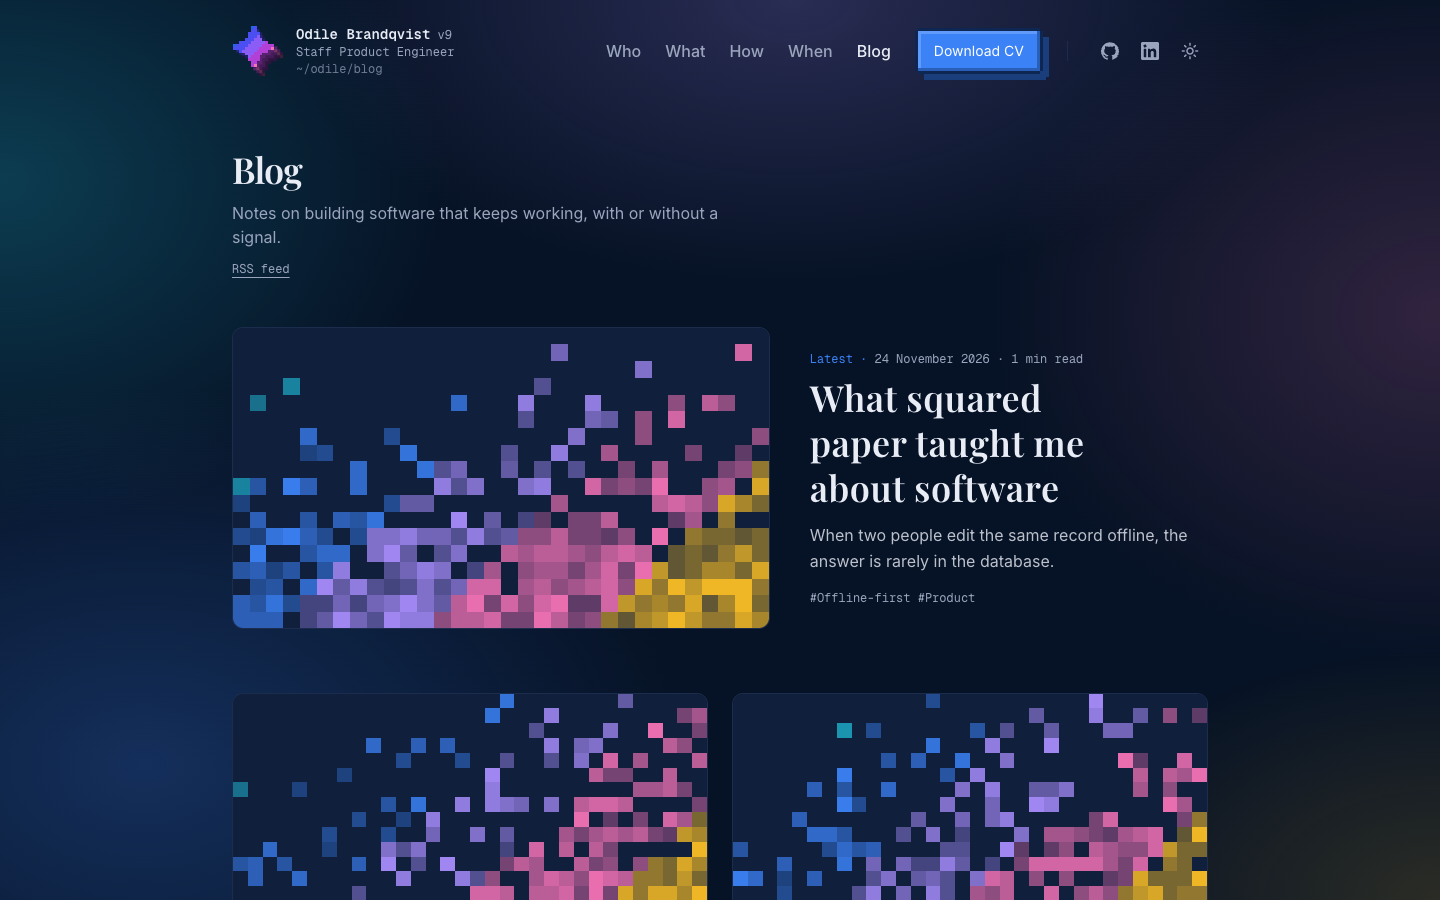 Odile Brandqvist v9
Staff Product Engineer
~/odile/blog
Who
What
How
When
Blog
Download CV
Blog
Notes on building software that keeps working, with or without a
signal.
RSS feed
Latest · 24 November 2026 · 1 min read
What squared
paper taught me
about software
When two people edit the same record offline, the
answer is rarely in the database.
#Offline-first #Product